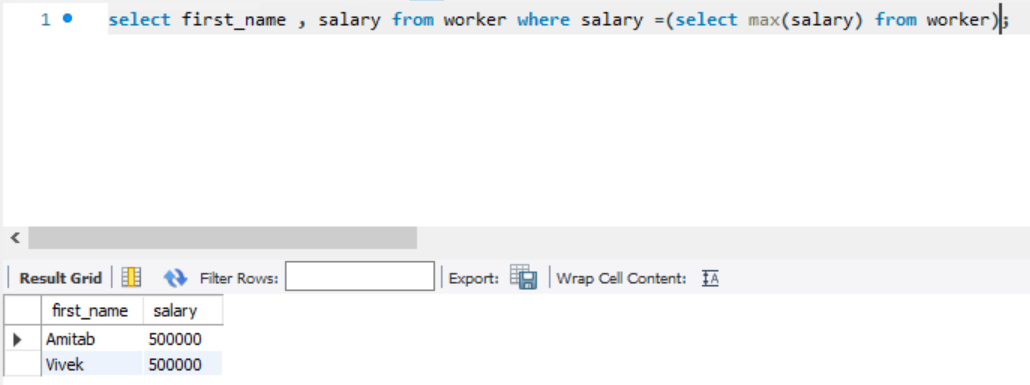 1 select first_name , salary from worker where salary =(select max(salary) from worker);
Result Grid Filter Rows: Export: Wrap Cell Content: IA
first_name salary
Amitab 500000
Vivek 500000